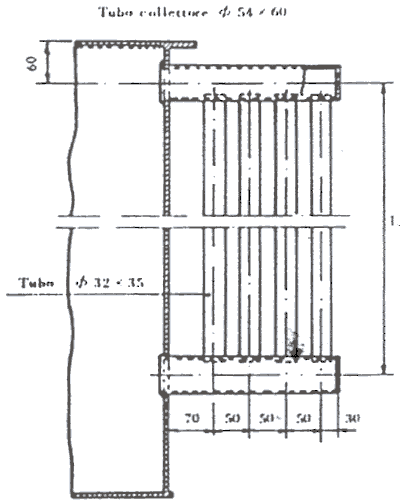 Tubo collettore ϕ 54 × 60
60
Tubo ϕ 32 × 35
70 50 50 50 30